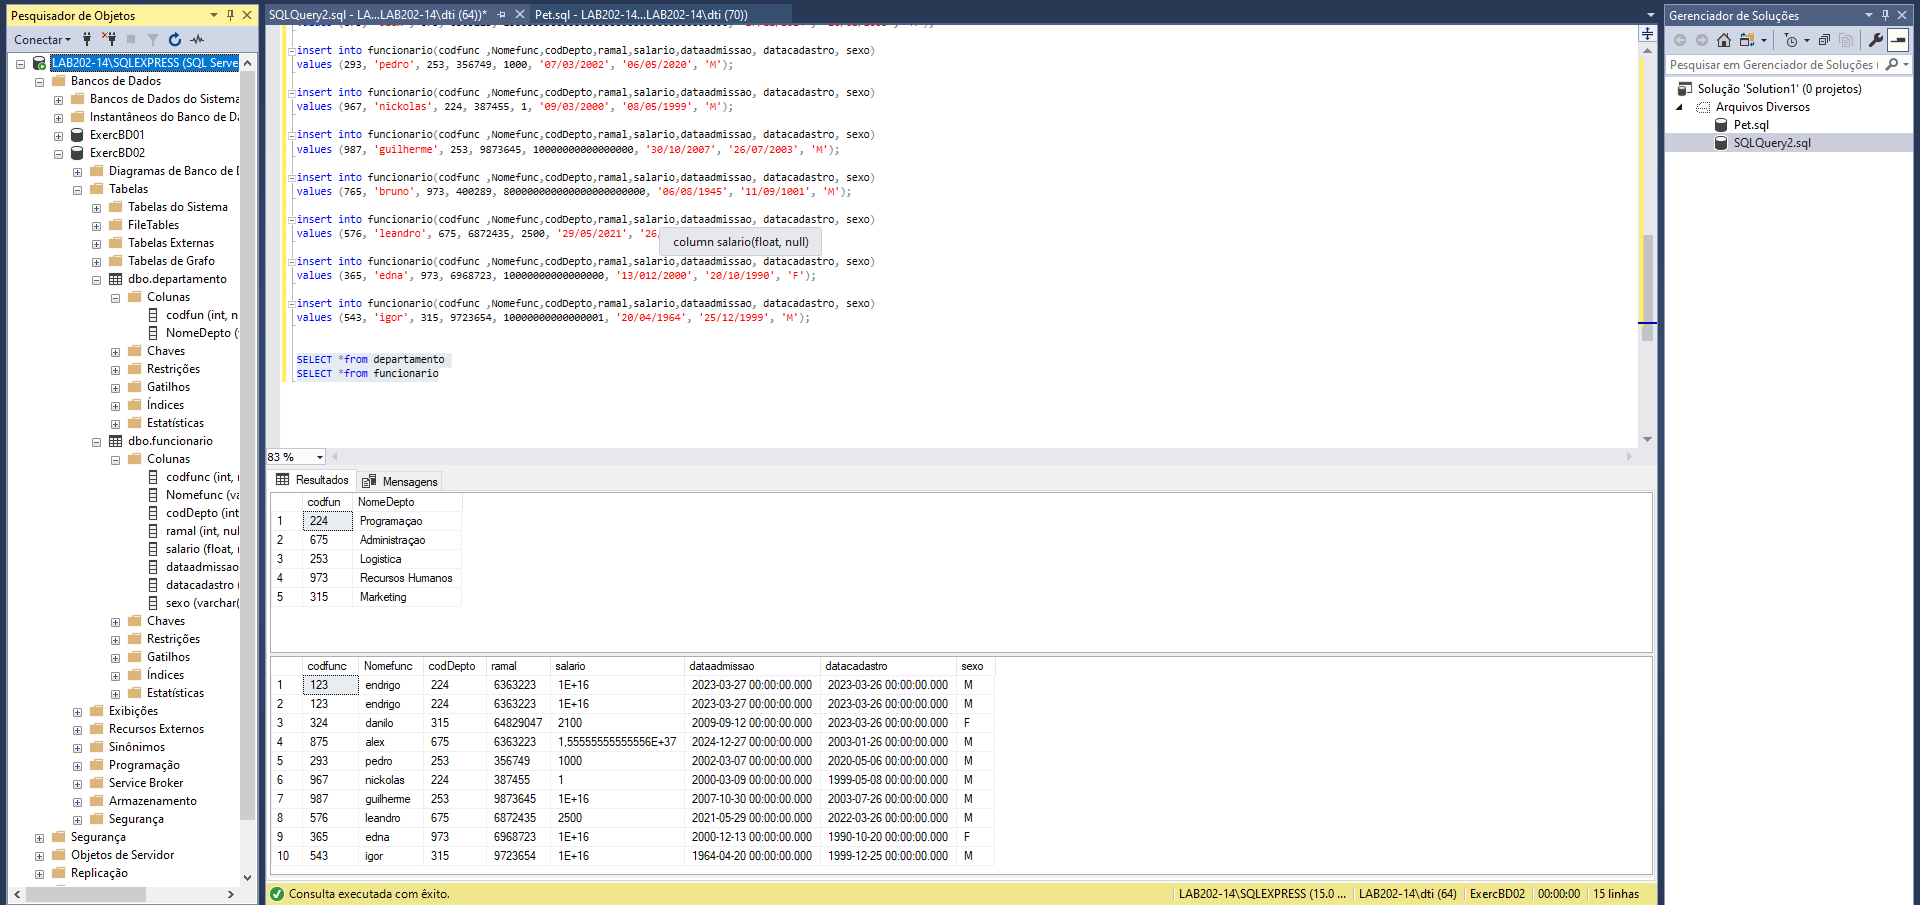 Pesquisador de Objetos
Conectar
LAB202-14\SQLEXPRESS (SQL Serve
Bancos de Dados
Bancos de Dados do Sistema
Instantâneos do Banco de Da
ExercBD01
ExercBD02
Diagramas de Banco de D
Tabelas
Tabelas do Sistema
FileTables
Tabelas Externas
Tabelas de Grafo
dbo.departamento
Colunas
codfun (int, n
NomeDepto (
Chaves
Restrições
Gatilhos
Índices
Estatísticas
dbo.funcionario
Colunas
codfunc (int, 
Nomefunc (va
codDepto (int
ramal (int, nul
salario (float, 
dataadmissao
datacadastro (
sexo (varchar(
Chaves
Restrições
Gatilhos
Índices
Estatísticas
Exibições
Recursos Externos
Sinônimos
Programação
Service Broker
Armazenamento
Segurança
Segurança
Objetos de Servidor
Replicação
SQLQuery2.sql - LA...LAB202-14\dti (64))* Pet.sql - LAB202-14...LAB202-14\dti (70))
insert into funcionario(codfunc ,Nomefunc,codDepto,ramal,salario,dataadmissao, datacadastro, sexo)
values (293, 'pedro', 253, 356749, 1000, '07/03/2002', '06/05/2020', 'M');
insert into funcionario(codfunc ,Nomefunc,codDepto,ramal,salario,dataadmissao, datacadastro, sexo)
values (967, 'nickolas', 224, 387455, 1, '09/03/2000', '08/05/1999', 'M');
insert into funcionario(codfunc ,Nomefunc,codDepto,ramal,salario,dataadmissao, datacadastro, sexo)
values (987, 'guilherme', 253, 9873645, 10000000000000000, '30/10/2007', '26/07/2003', 'M');
insert into funcionario(codfunc ,Nomefunc,codDepto,ramal,salario,dataadmissao, datacadastro, sexo)
values (765, 'bruno', 973, 400289, 80000000000000000000000, '06/08/1945', '11/09/1001', 'M');
insert into funcionario(codfunc ,Nomefunc,codDepto,ramal,salario,dataadmissao, datacadastro, sexo)
values (576, 'leandro', 675, 6872435, 2500, '29/05/2021', '26/
column salario(float, null)
insert into funcionario(codfunc ,Nomefunc,codDepto,ramal,salario,dataadmissao, datacadastro, sexo)
values (365, 'edna', 973, 6968723, 10000000000000000, '13/012/2000', '20/10/1990', 'F');
insert into funcionario(codfunc ,Nomefunc,codDepto,ramal,salario,dataadmissao, datacadastro, sexo)
values (543, 'igor', 315, 9723654, 10000000000000001, '20/04/1964', '25/12/1999', 'M');
SELECT *from departamento
SELECT *from funcionario
83 %
Resultados Mensagens
codfun NomeDepto
1 224 Programaçao
2 675 Administraçao
3 253 Logistica
4 973 Recursos Humanos
5 315 Marketing
codfunc Nomefunc codDepto ramal salario dataadmissao datacadastro sexo
1 123 endrigo 224 6363223 1E+16 2023-03-27 00:00:00.000 2023-03-26 00:00:00.000 M
2 123 endrigo 224 6363223 1E+16 2023-03-27 00:00:00.000 2023-03-26 00:00:00.000 M
3 324 danilo 315 64829047 2100 2009-09-12 00:00:00.000 2023-03-26 00:00:00.000 F
4 875 alex 675 6363223 1,55555555555556E+37 2024-12-27 00:00:00.000 2003-01-26 00:00:00.000 M
5 293 pedro 253 356749 1000 2002-03-07 00:00:00.000 2020-05-06 00:00:00.000 M
6 967 nickolas 224 387455 1 2000-03-09 00:00:00.000 1999-05-08 00:00:00.000 M
7 987 guilherme 253 9873645 1E+16 2007-10-30 00:00:00.000 2003-07-26 00:00:00.000 M
8 576 leandro 675 6872435 2500 2021-05-29 00:00:00.000 2022-03-26 00:00:00.000 M
9 365 edna 973 6968723 1E+16 2000-12-13 00:00:00.000 1990-10-20 00:00:00.000 F
10 543 igor 315 9723654 1E+16 1964-04-20 00:00:00.000 1999-12-25 00:00:00.000 M
Consulta executada com êxito. LAB202-14\SQLEXPRESS (15.0 ... LAB202-14\dti (64) ExercBD02 00:00:00 15 linhas
Gerenciador de Soluções
Pesquisar em Gerenciador de Soluções (
Solução 'Solution1' (0 projetos)
Arquivos Diversos
Pet.sql
SQLQuery2.sql